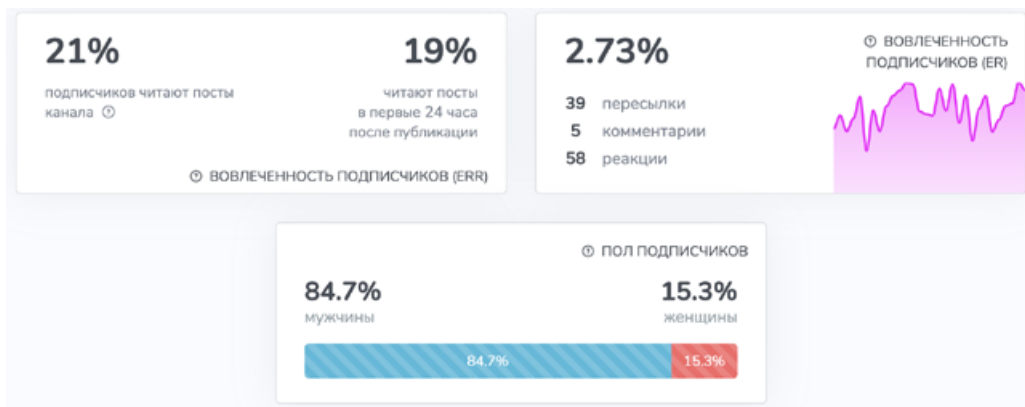 21%
подписчиков читают посты
канала
19%
читают посты
в первые 24 часа
после публикации
ВОВЛЕЧЕННОСТЬ ПОДПИСЧИКОВ (ERR)
2.73%
ВОВЛЕЧЕННОСТЬ
ПОДПИСЧИКОВ (ER)
39 пересылки
5 комментарии
58 реакции
ПОЛ ПОДПИСЧИКОВ
84.7%
мужчины
15.3%
женщины
84.7% 15.3%